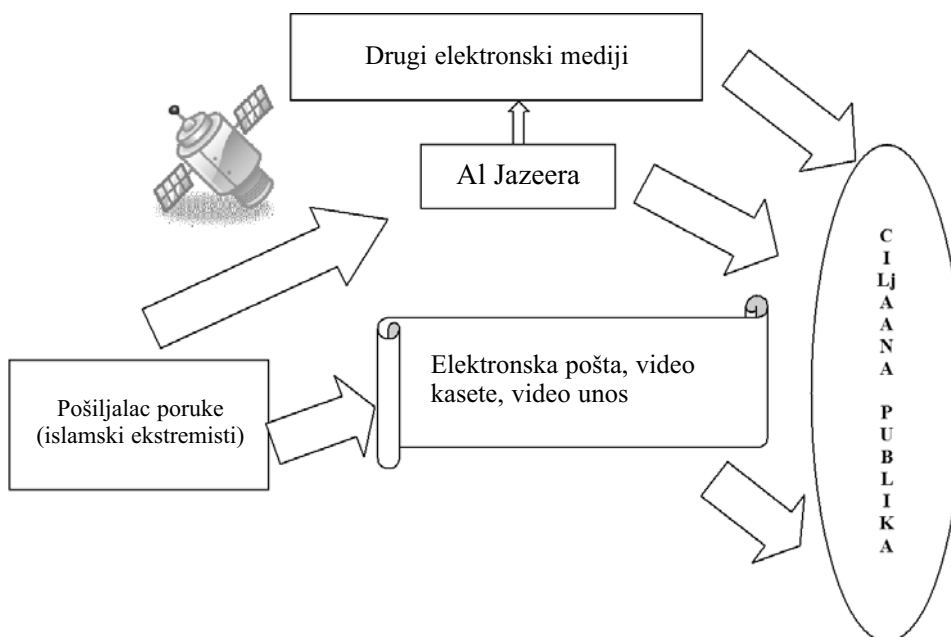 Drugi elektronski mediji
Al Jazeera
Elektronska pošta, video
kasete, video unos
Pošiljalac poruke
(islamski ekstremisti)
C
I
Lj
A
A
N
A
P
U
B
L
I
K
A